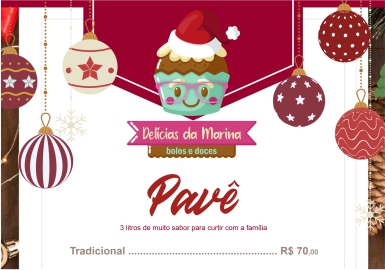 Delícias da Marina
bolos e doces
Pavê
3 litros de muito sabor para curtir com a família
Tradicional ..................................................... R$ 70,00